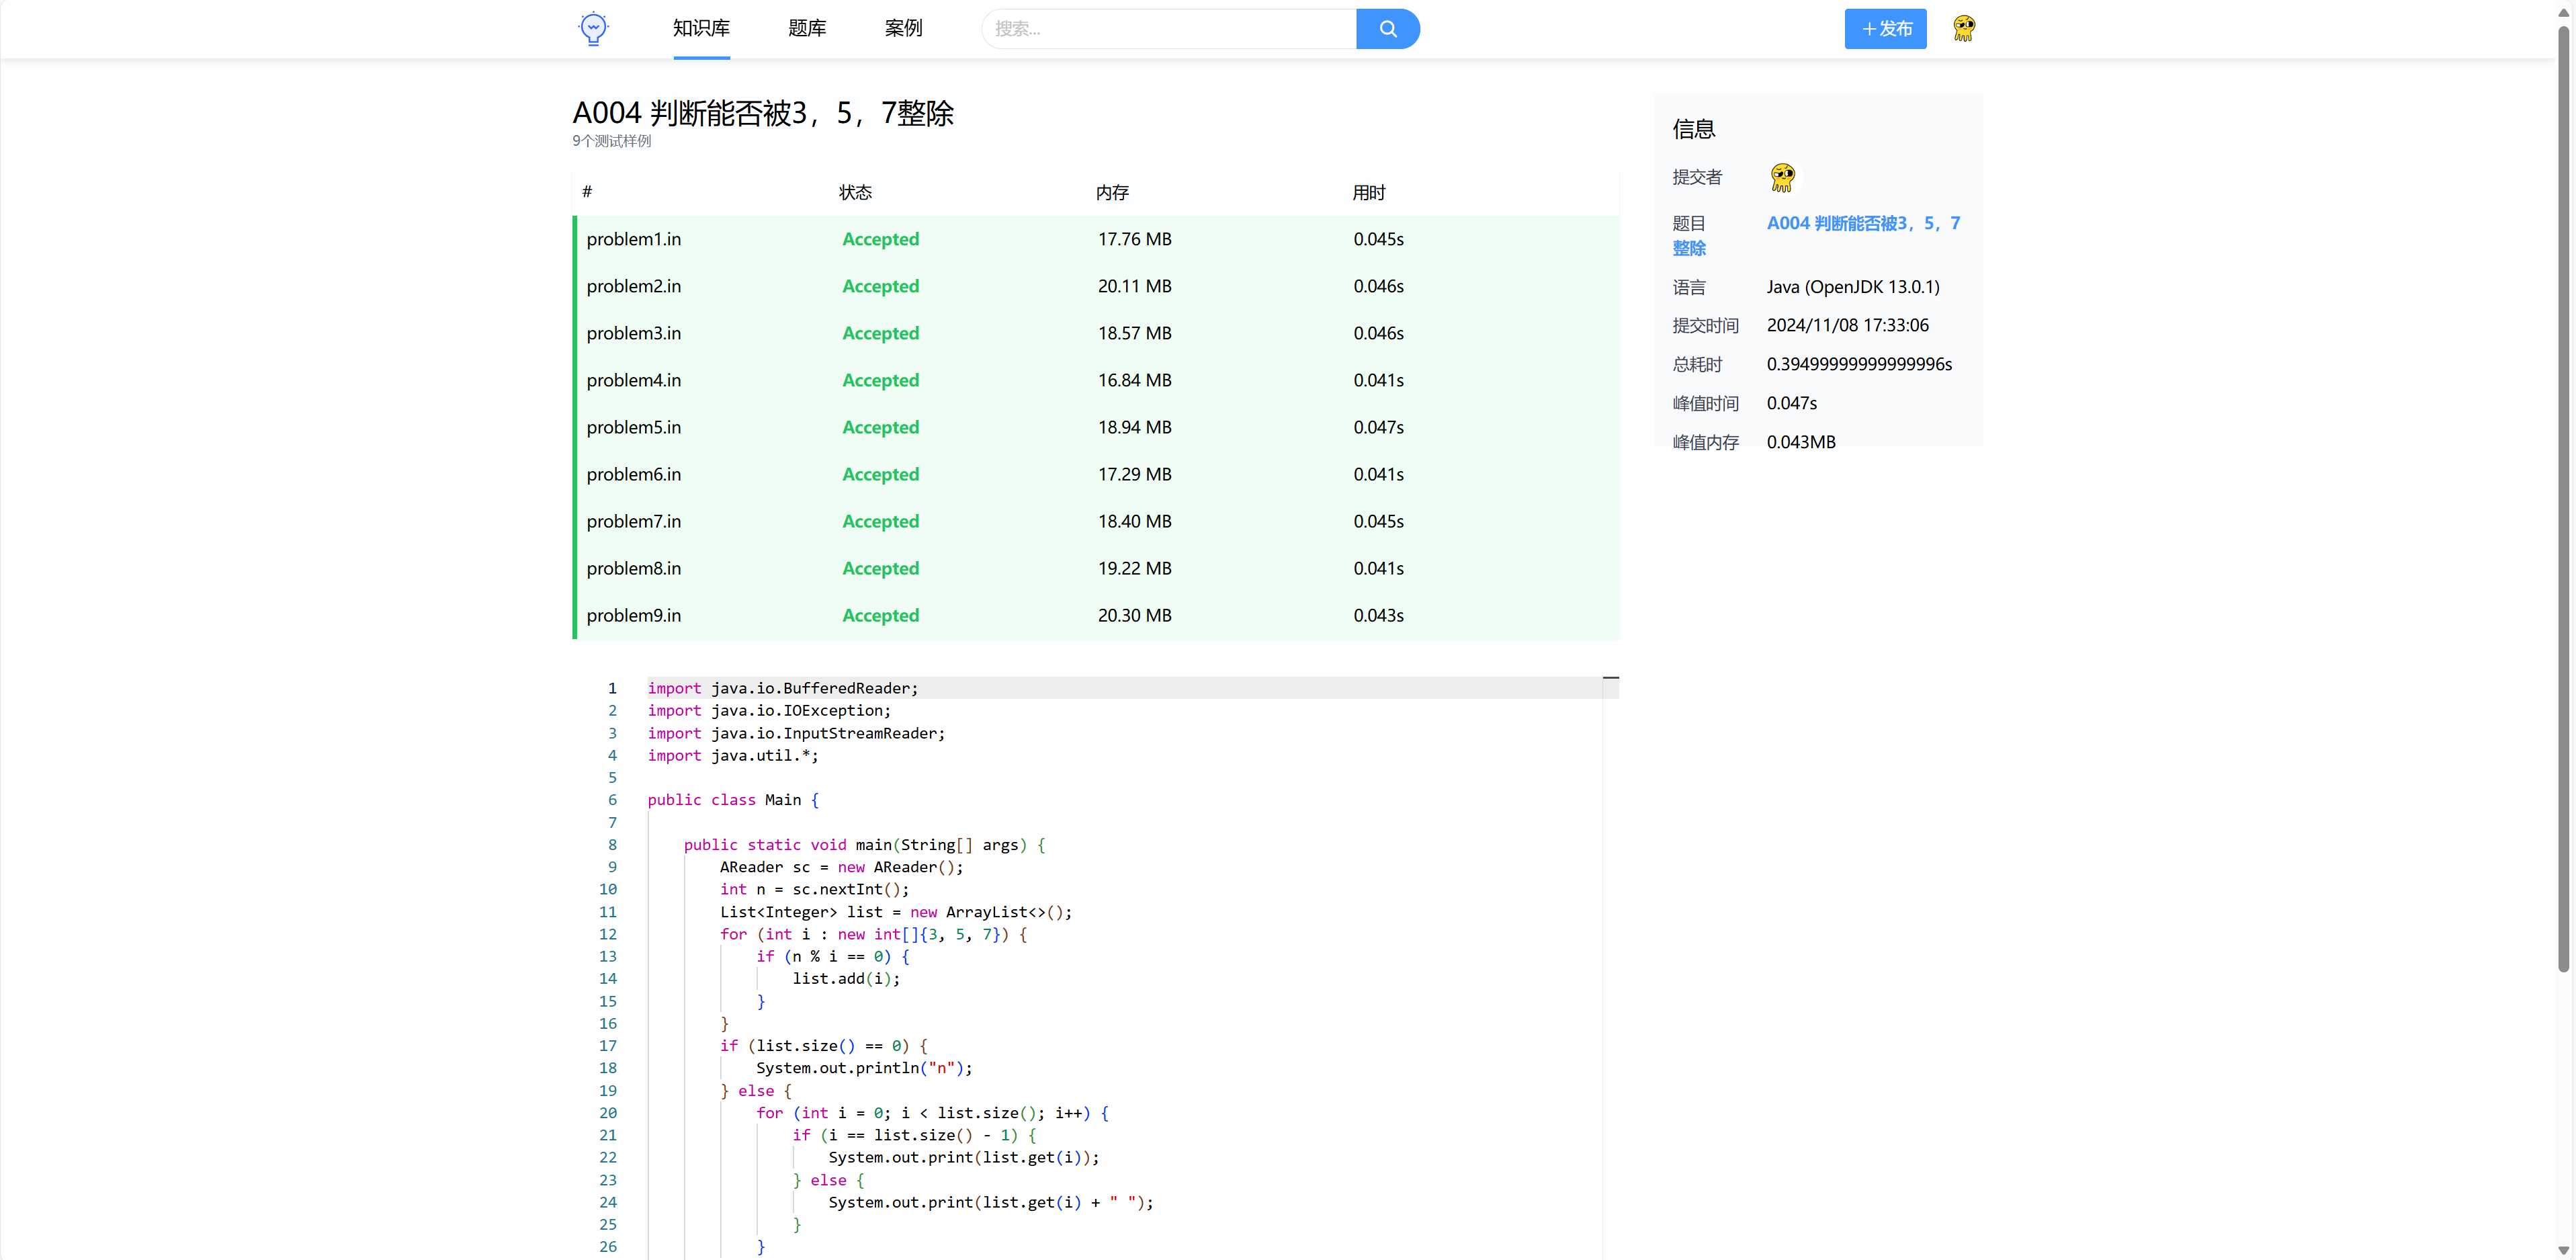 知识库 题库 案例 搜索... 发布
A004 判断能否被3，5，7整除
9个测试样例
# 状态 内存 用时
problem1.in Accepted 17.76 MB 0.045s
problem2.in Accepted 20.11 MB 0.046s
problem3.in Accepted 18.57 MB 0.046s
problem4.in Accepted 16.84 MB 0.041s
problem5.in Accepted 18.94 MB 0.047s
problem6.in Accepted 17.29 MB 0.041s
problem7.in Accepted 18.40 MB 0.045s
problem8.in Accepted 19.22 MB 0.041s
problem9.in Accepted 20.30 MB 0.043s
1 import java.io.BufferedReader;
2 import java.io.IOException;
3 import java.io.InputStreamReader;
4 import java.util.*;
5
6 public class Main {
7
8 public static void main(String[] args) {
9 AReader sc = new AReader();
10 int n = sc.nextInt();
11 List<Integer> list = new ArrayList<>();
12 for (int i : new int[]{3, 5, 7}) {
13 if (n % i == 0) {
14 list.add(i);
15 }
16 }
17 if (list.size() == 0) {
18 System.out.println("n");
19 } else {
20 for (int i = 0; i < list.size(); i++) {
21 if (i == list.size() - 1) {
22 System.out.print(list.get(i));
23 } else {
24 System.out.print(list.get(i) + " ");
25 }
26 }
信息
提交者
题目 A004 判断能否被3，5，7
整除
语言 Java (OpenJDK 13.0.1)
提交时间 2024/11/08 17:33:06
总耗时 0.39499999999999996s
峰值时间 0.047s
峰值内存 0.043MB